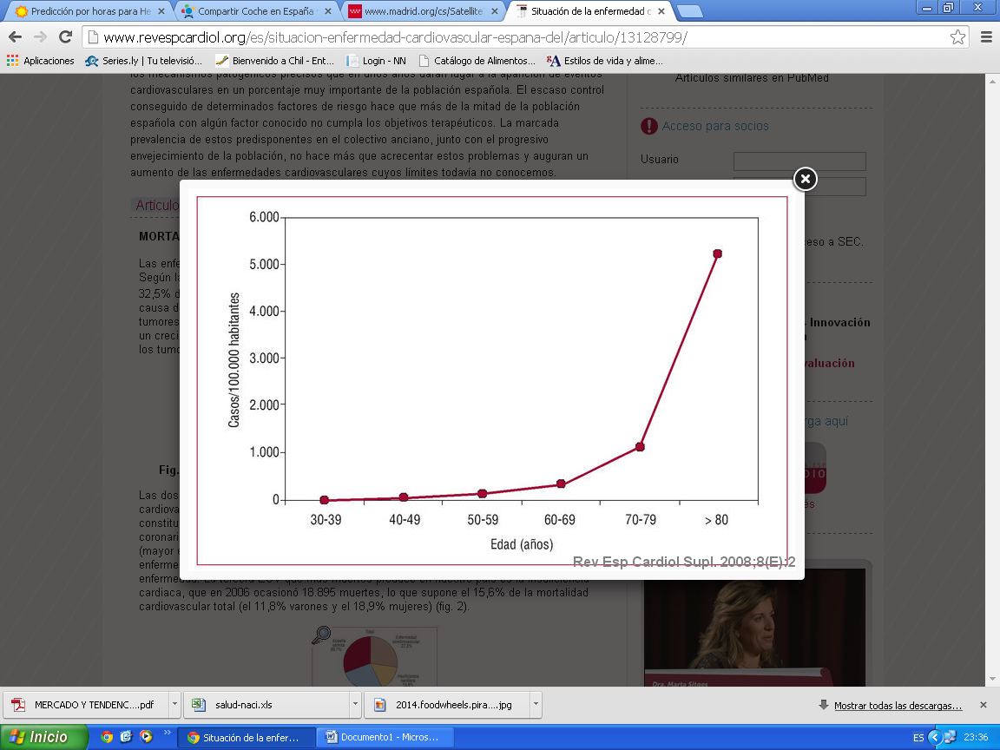 Predicción por horas para He
Compartir Coche en España
www.madrid.org/cs/Satellite
Situación de la enfermedad c
www.revespcardiol.org/es/situacion-enfermedad-cardiovascular-espana-del/articulo/13128799/
Aplicaciones
Series.ly | Tu televisió...
Bienvenido a Chil - Ent...
Login - NN
Catálogo de Alimentos...
Estilos de vida y alime...
los mecanismos patogénicos precisos que en unos años darán lugar a la aparición de eventos
cardiovasculares en un porcentaje muy importante de la población española. El escaso control
conseguido de determinados factores de riesgo hace que más de la mitad de la población
española con algún factor conocido no cumpla los objetivos terapéuticos. La marcada
prevalencia de estos predisponentes en el colectivo anciano, junto con el progresivo
envejecimiento de la población, no hace más que acrecentar estos problemas y auguran un
aumento de las enfermedades cardiovasculares cuyos límites todavía no conocemos.
Artículos similares en PubMed
Acceso para socios
Usuario
Artículo
MORTA
Las enfe
Según la
32,5% d
causa d
tumores
un creci
los tumo
eso a SEC.
Innovación
valuación
rga aquí
6.000
5.000
4.000
3.000
2.000
1.000
0
Casos/100.000 habitantes
30-39
40-49
50-59
60-69
70-79
> 80
Edad (años)
Rev Esp Cardiol Supl. 2008;8(E):2
Fig.
Las dos
cardiova
constitu
coronari
(mayor e
enferme
enfermedad. La tercera ECV que más muertes produce en nuestro país es la insuficiencia
cardiaca, que en 2006 ocasionó 18.895 muertes, lo que supone el 15,6% de la mortalidad
cardiovascular total (el 11,8% varones y el 18,9% mujeres) (fig. 2).
Total
Dra. Marta Sitges
MERCADO Y TENDENC....pdf
salud-naci.xls
2014.foodwheels.pira....jpg
Mostrar todas las descargas...
Inicio
Situación de la enfer...
Documento1 - Micros...
ES
23:36